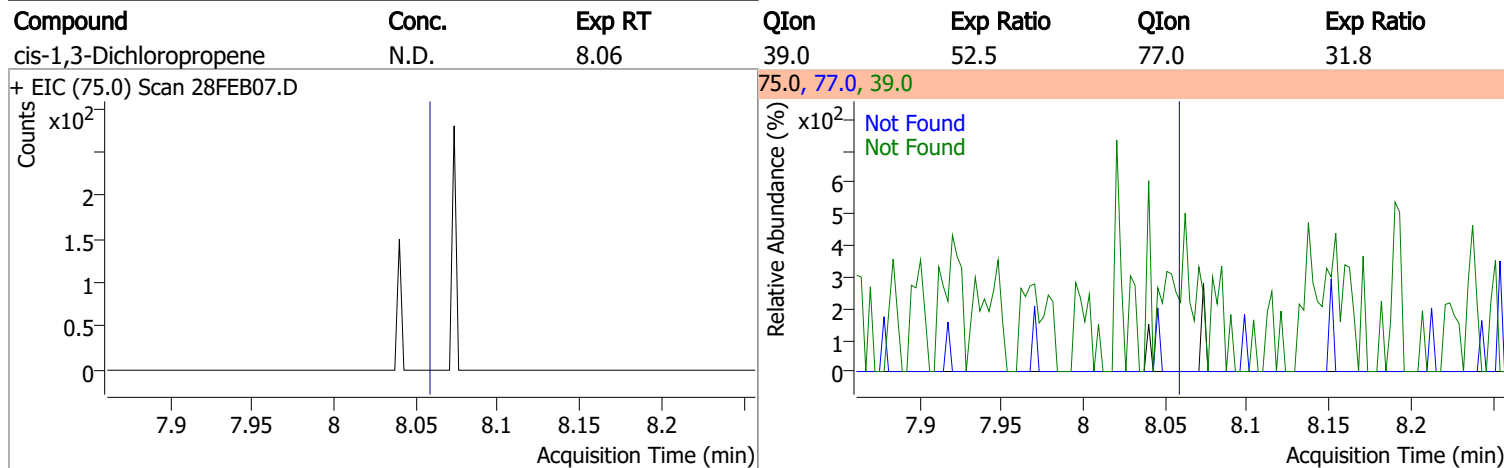 Compound Conc. Exp RT QIon Exp Ratio QIon Exp Ratio
cis-1,3-Dichloropropene N.D. 8.06 39.0 52.5 77.0 31.8
+ EIC (75.0) Scan 28FEB07.D
Counts
x10²
2
1.5
1
0.5
0
7.9 7.95 8 8.05 8.1 8.15 8.2
Acquisition Time (min)
75.0, 77.0, 39.0
Relative Abundance (%)
x10²
Not Found
Not Found
6
5
4
3
2
1
0
7.9 7.95 8 8.05 8.1 8.15 8.2
Acquisition Time (min)